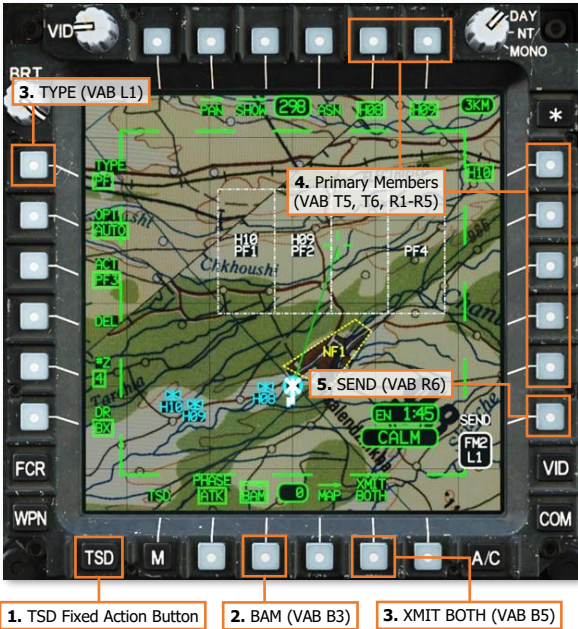 VID
DAY
NT
MONO
BRT
3. TYPE (VAB L1)
PAN SHOW 298 ASN H08 H09 3KM
*
TYPE
PF
H10
4. Primary Members
(VAB T5, T6, R1-R5)
OPT
AUTO
H10
PF1
H09
PF2
PF4
Chkhoushi
ACT
PF3
DEL
NF1
#Z
4
5. SEND (VAB R6)
H10
H09
H08
DR
BX
EN 1:45
CALM
SEND
FM2
L1
FCR
VID
PHASE
ATK
TSD
BAM
0
MAP
XMIT
BOTH
WPN
COM
TSD
M
A/C
1. TSD Fixed Action Button
2. BAM (VAB B3)
3. XMIT BOTH (VAB B5)